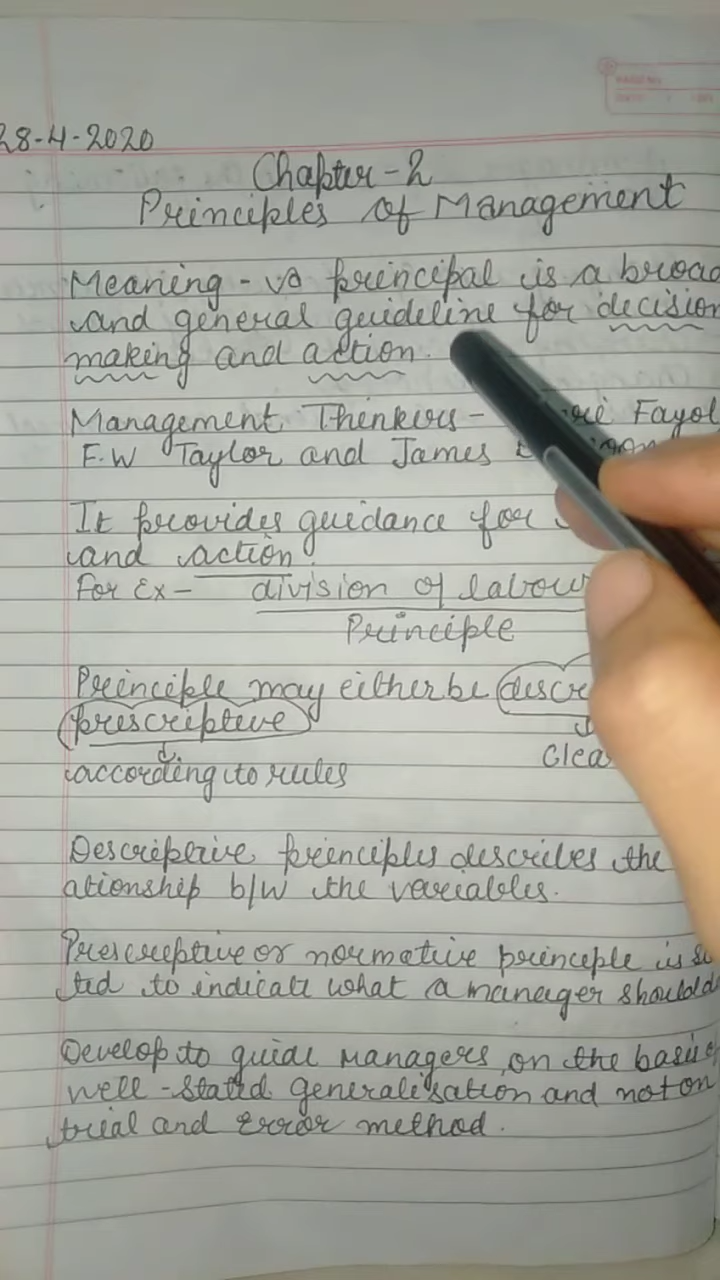 28-4-2020
Chapter-2
Principles of Management
Meaning - a principal is a broad
and general guideline for decision
making and action.
Management Thinkers - Fayol
F.W Taylor and James
It provides guidance for
and action.
For Ex - division of labour
Principle
Principle may either be
prescriptive
according to rules
Descriptive principles describes the
ationship b/w the variables.
Prescreeptive or normative principle is
ted to indicate what a manager should
Develop to guide managers on the basis
well-stated generalisation and not on
trial and Error method.